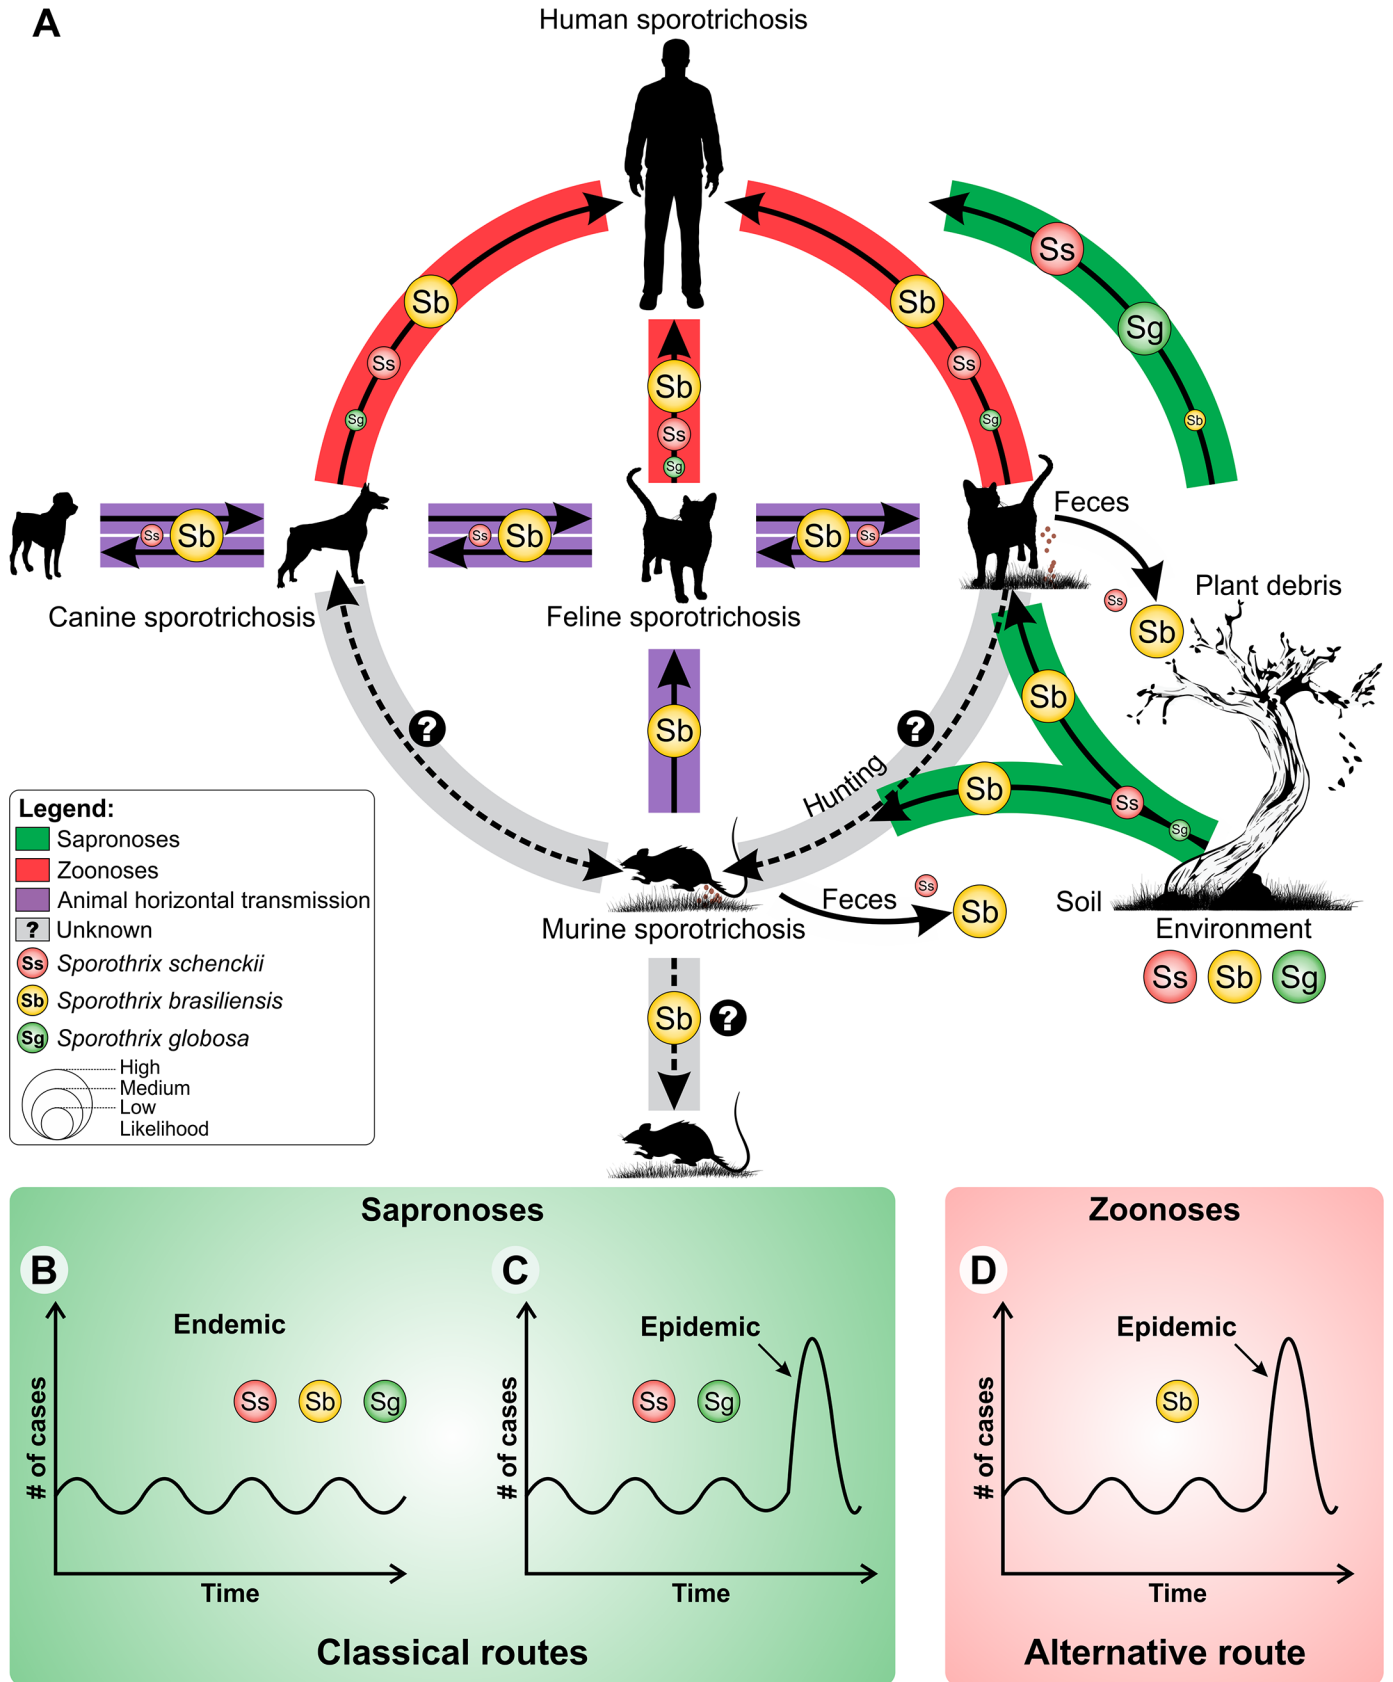 A
Human sporotrichosis
Ss
Sb
Sb
Sg
Sb
Ss
Ss
Ss
Sg
Sg
Sb
Sg
Feces
Ss
Sb
Ss
Sb
Sb
Ss
Plant debris
Ss
Sb
Canine sporotrichosis
Feline sporotrichosis
Sb
?
Sb
?
Hunting
Sb
Ss
Sg
Legend:
Sapronoses
Zoonoses
Animal horizontal transmission
? Unknown
Ss Sporothrix schenckii
Sb Sporothrix brasiliensis
Sg Sporothrix globosa
High
Medium
Low
Likelihood
Feces
Ss
Sb
Soil
Murine sporotrichosis
Environment
Ss Sb Sg
Sb ?
Sapronoses
B
Endemic
Ss Sb Sg
# of cases
Time
C
Epidemic
Ss Sg
# of cases
Time
Classical routes
Zoonoses
D
Epidemic
Sb
# of cases
Time
Alternative route